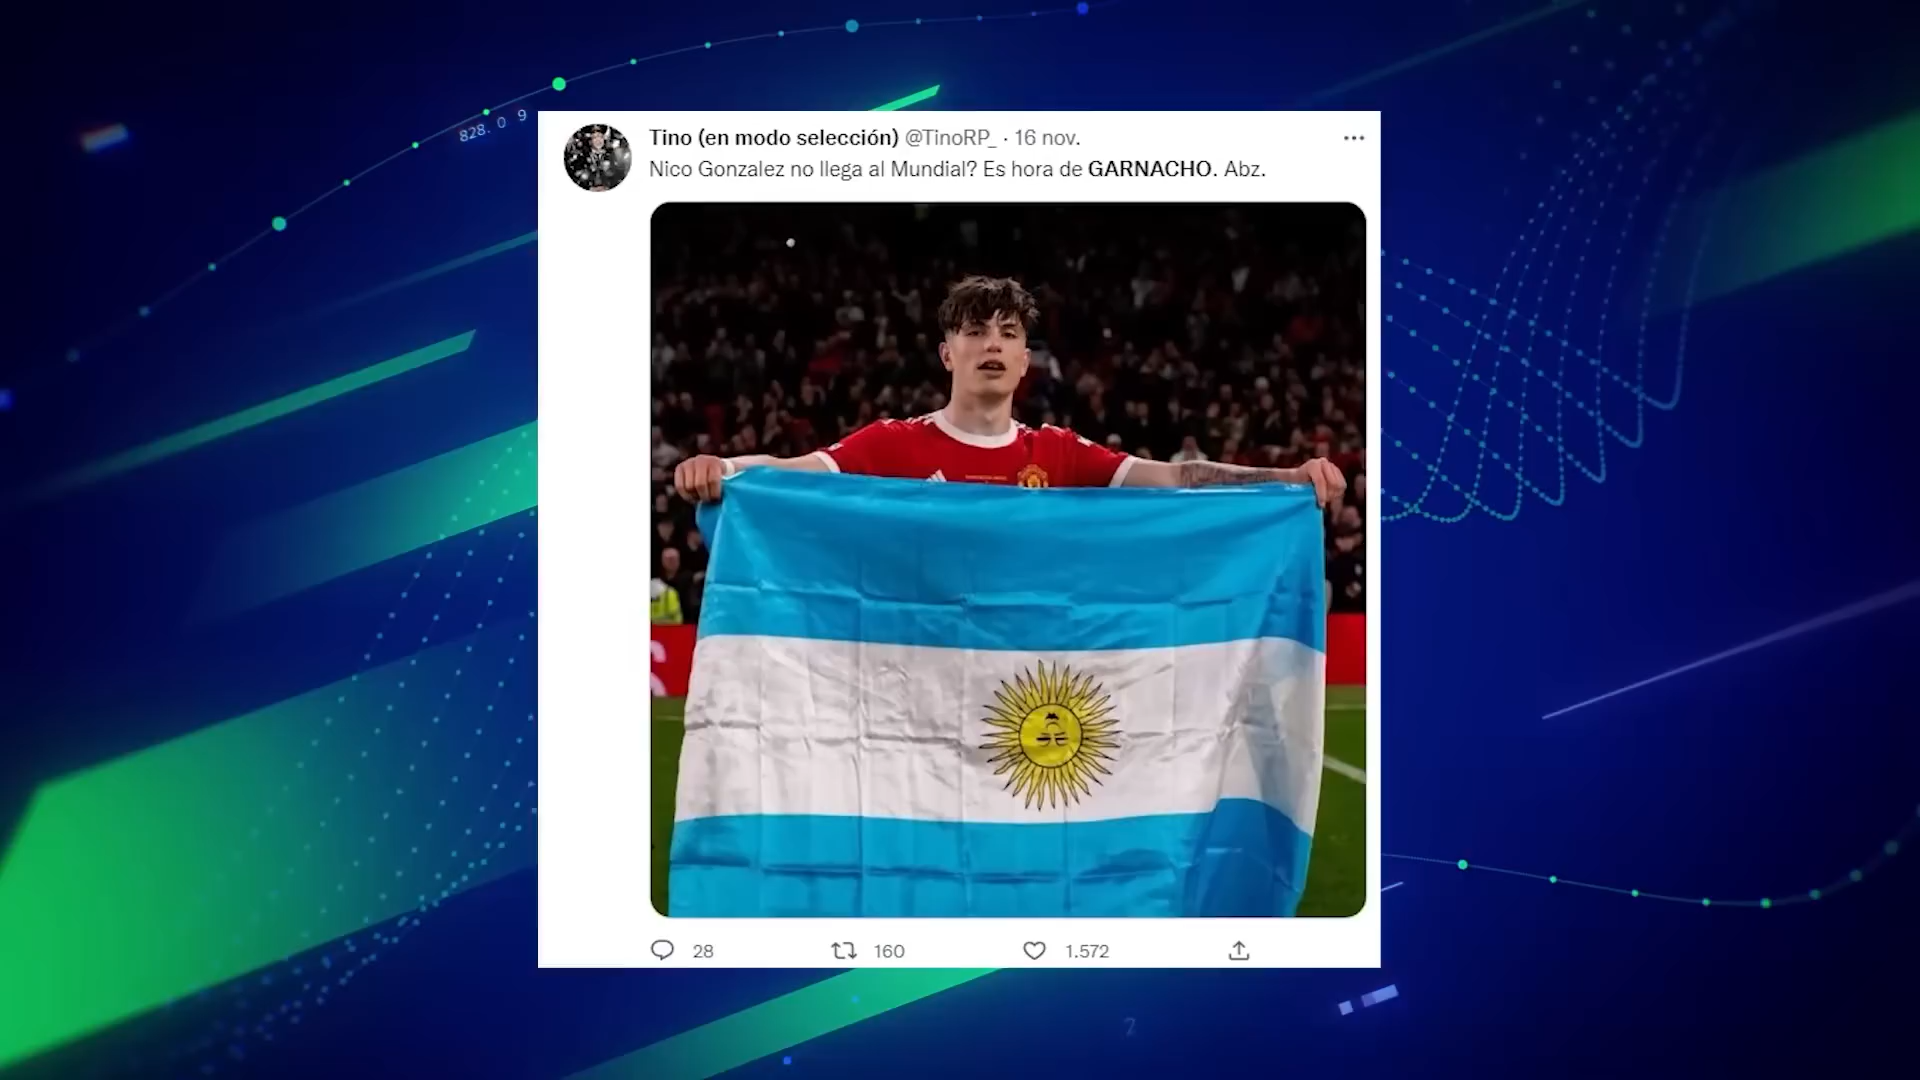 828. 0 9
Tino (en modo selección) @TinoRP_ · 16 nov.
Nico Gonzalez no llega al Mundial? Es hora de GARNACHO. Abz.
28 160 1.572
2